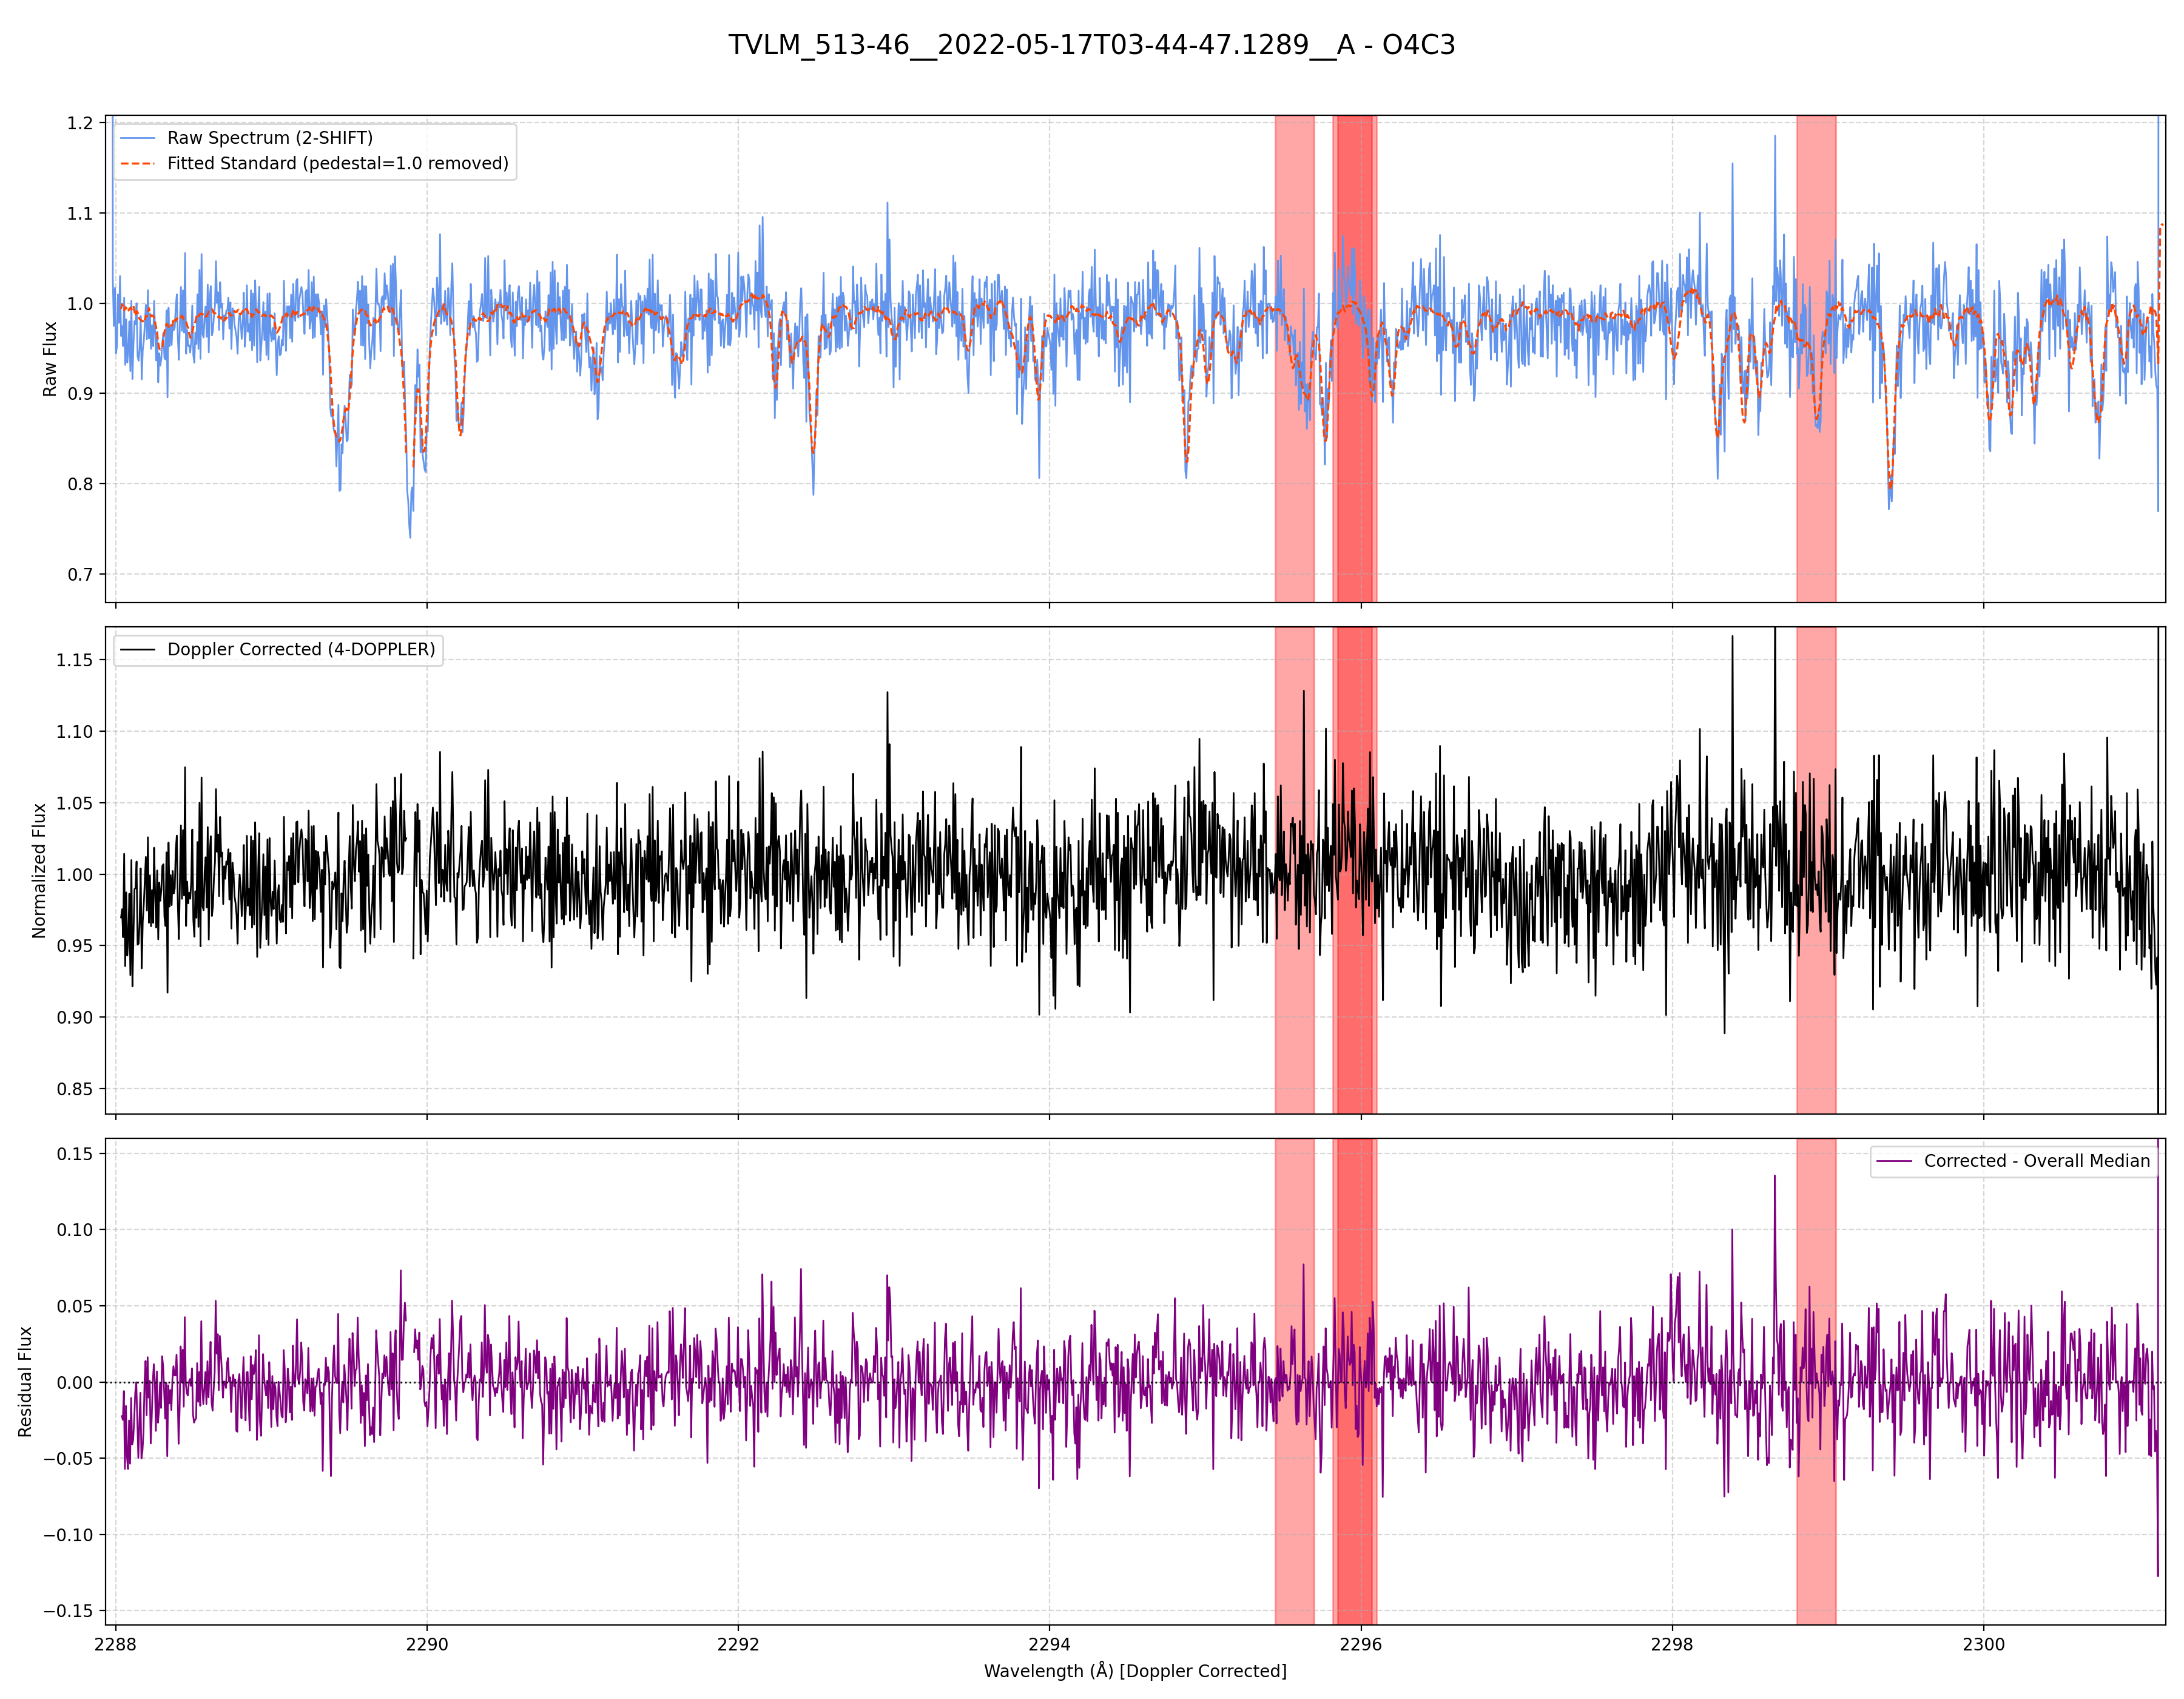 TVLM_513-46__2022-05-17T03-44-47.1289__A - O4C3
1.2
1.1
1.0
0.9
0.8
0.7
Raw Flux
Raw Spectrum (2-SHIFT)
Fitted Standard (pedestal=1.0 removed)
1.15
1.10
1.05
1.00
0.95
0.90
0.85
Normalized Flux
Doppler Corrected (4-DOPPLER)
0.15
0.10
0.05
0.00
−0.05
−0.10
−0.15
Residual Flux
Corrected - Overall Median
2288 2290 2292 2294 2296 2298 2300
Wavelength (Å) [Doppler Corrected]